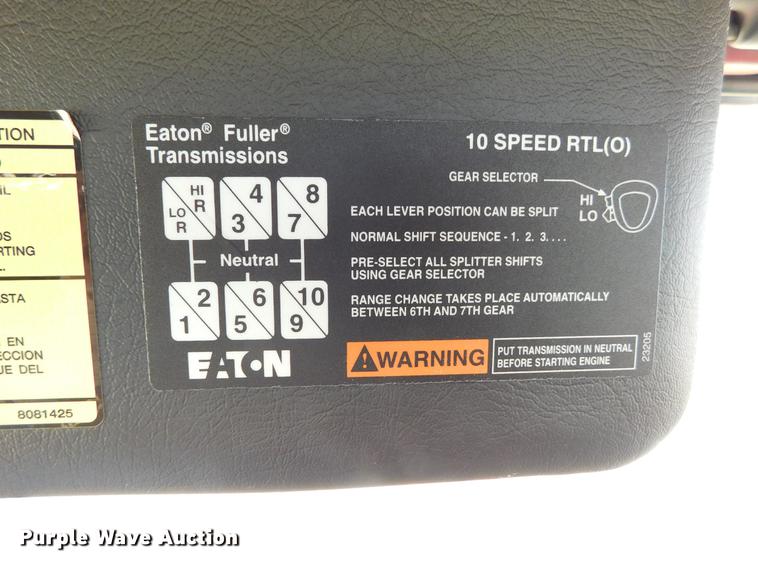 TION
RTING
ASTA
EN
ECCION
UE DEL
8081425
Eaton® Fuller®
Transmissions
10 SPEED RTL(O)
GEAR SELECTOR
HI
LO
HI
R
LO
R
4
3
8
7
Neutral
2
1
6
5
10
9
EACH LEVER POSITION CAN BE SPLIT
NORMAL SHIFT SEQUENCE - 1. 2. 3. . . .
PRE-SELECT ALL SPLITTER SHIFTS
USING GEAR SELECTOR
RANGE CHANGE TAKES PLACE AUTOMATICALLY
BETWEEN 6TH AND 7TH GEAR
EATON
WARNING
PUT TRANSMISSION IN NEUTRAL
BEFORE STARTING ENGINE
23205
Purple Wave Auction